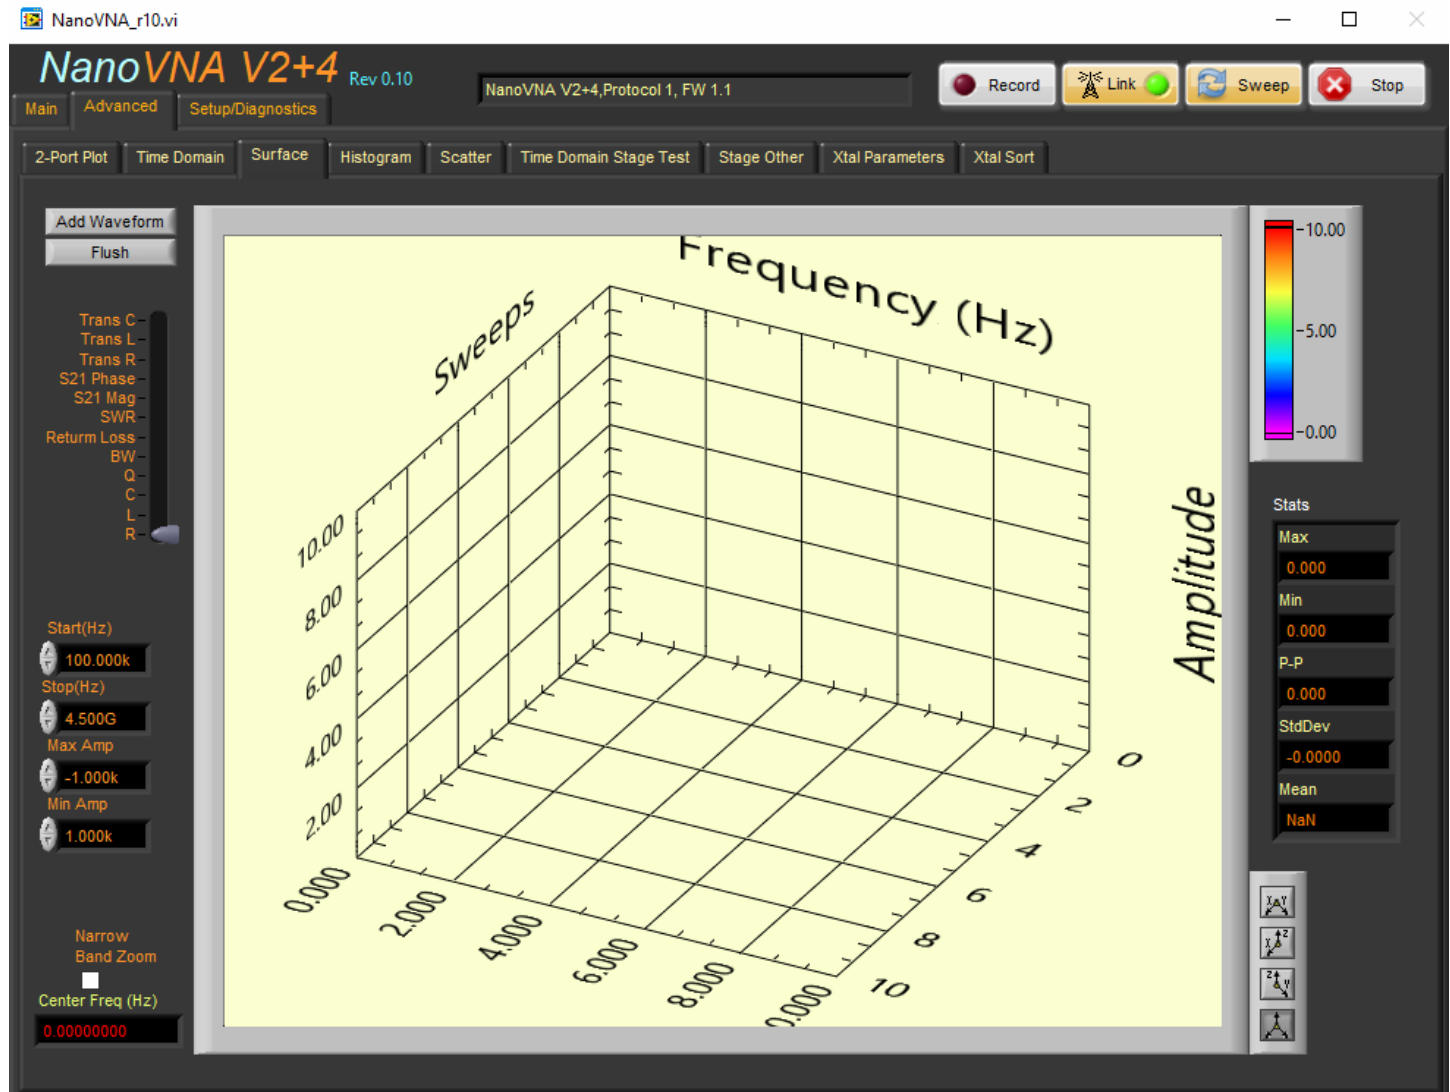 NanoVNA_r10.vi
NanoVNA V2+4 Rev 0.10
NanoVNA V2+4,Protocol 1, FW 1.1
Record
Link
Sweep
Stop
Main
Advanced
Setup/Diagnostics
2-Port Plot
Time Domain
Surface
Histogram
Scatter
Time Domain Stage Test
Stage Other
Xtal Parameters
Xtal Sort
Add Waveform
Flush
Trans C
Trans L
Trans R
S21 Phase
S21 Mag
SWR
Returm Loss
BW
Q
C
L
R
Start(Hz)
100.000k
Stop(Hz)
4.500G
Max Amp
-1.000k
Min Amp
1.000k
Narrow
Band Zoom
Center Freq (Hz)
0.00000000
Frequency (Hz)
Sweeps
Amplitude
10.00
8.00
6.00
4.00
2.00
0.000
2.000
4.000
6.000
8.000
0.000
0
2
4
6
8
10
10.00
5.00
0.00
Stats
Max
0.000
Min
0.000
P-P
0.000
StdDev
-0.0000
Mean
NaN
X Y
X Z
Z Y